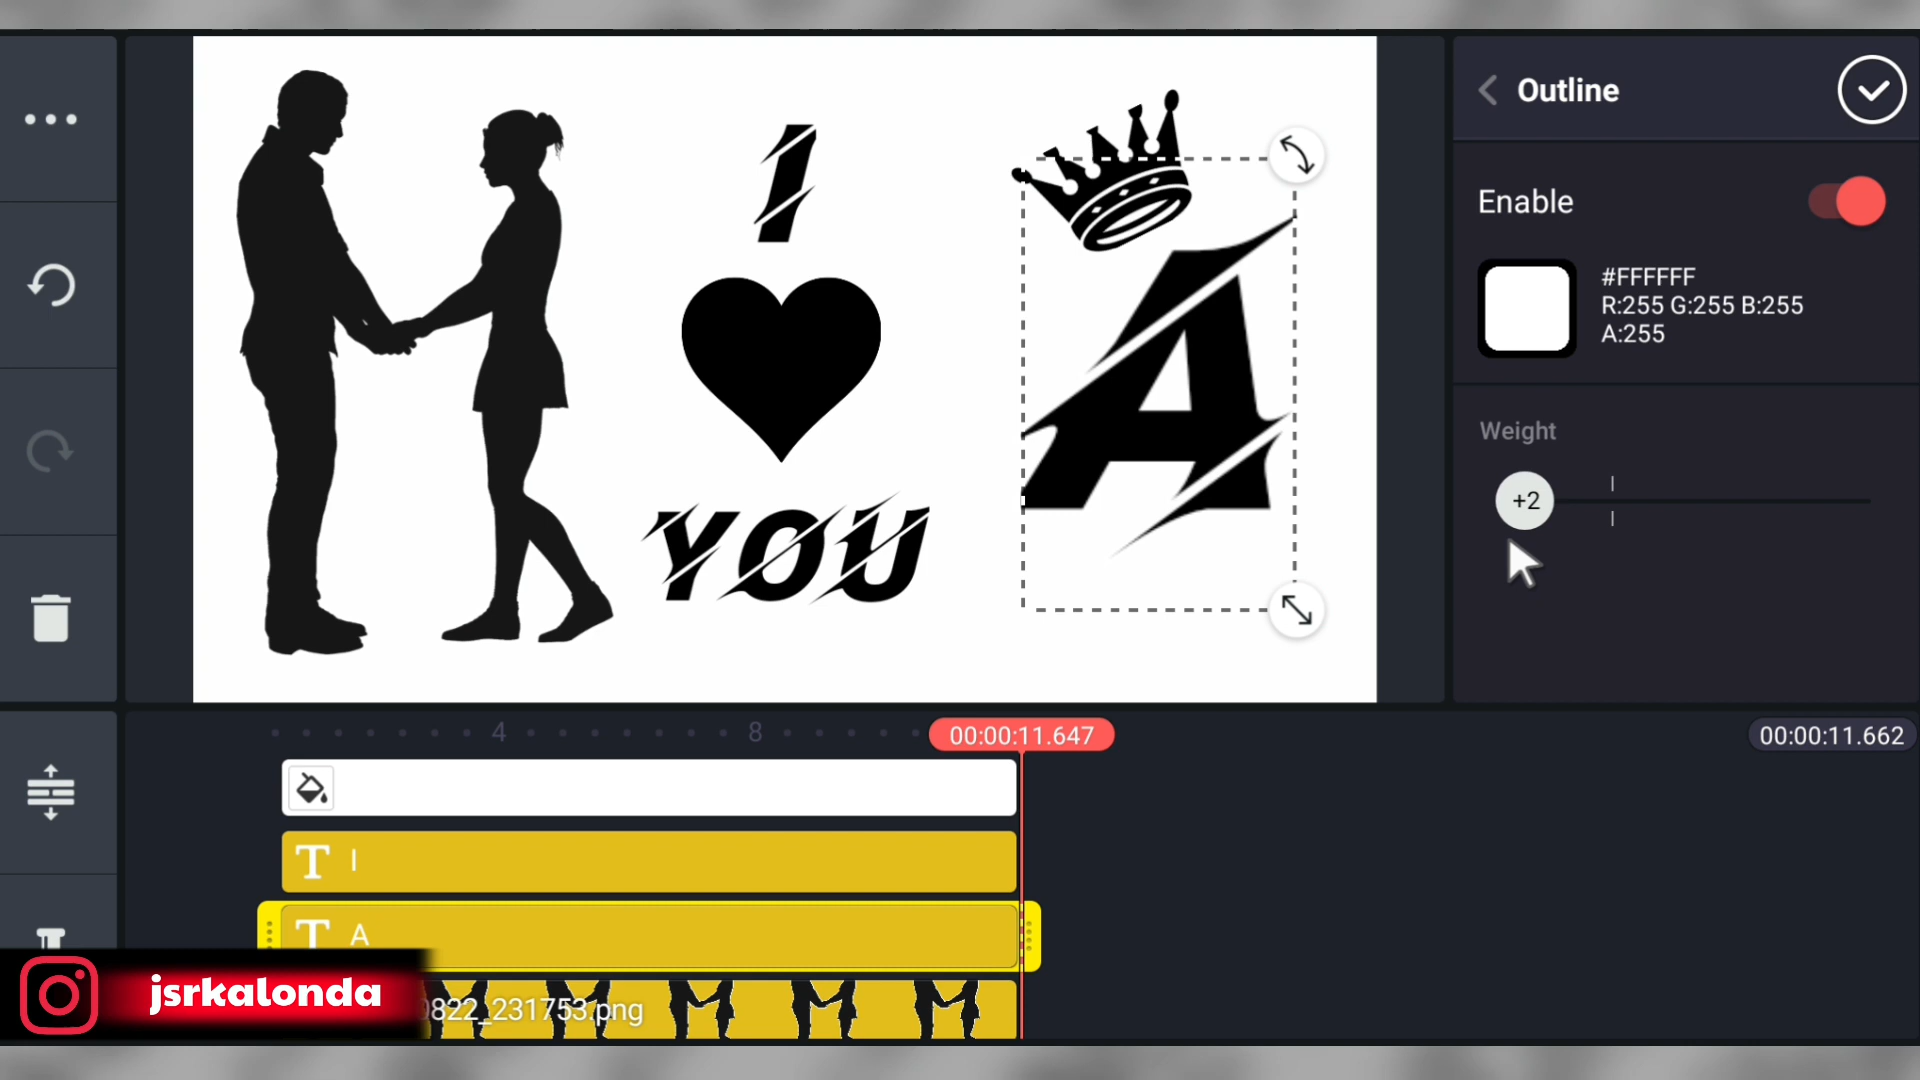 Outline
Enable
#FFFFFF
R:255 G:255 B:255
A:255
Weight
+2
I
YOU
A
4
8
00:00:11.647
00:00:11.662
T I
T A
0822_231753.png
jsrkalonda